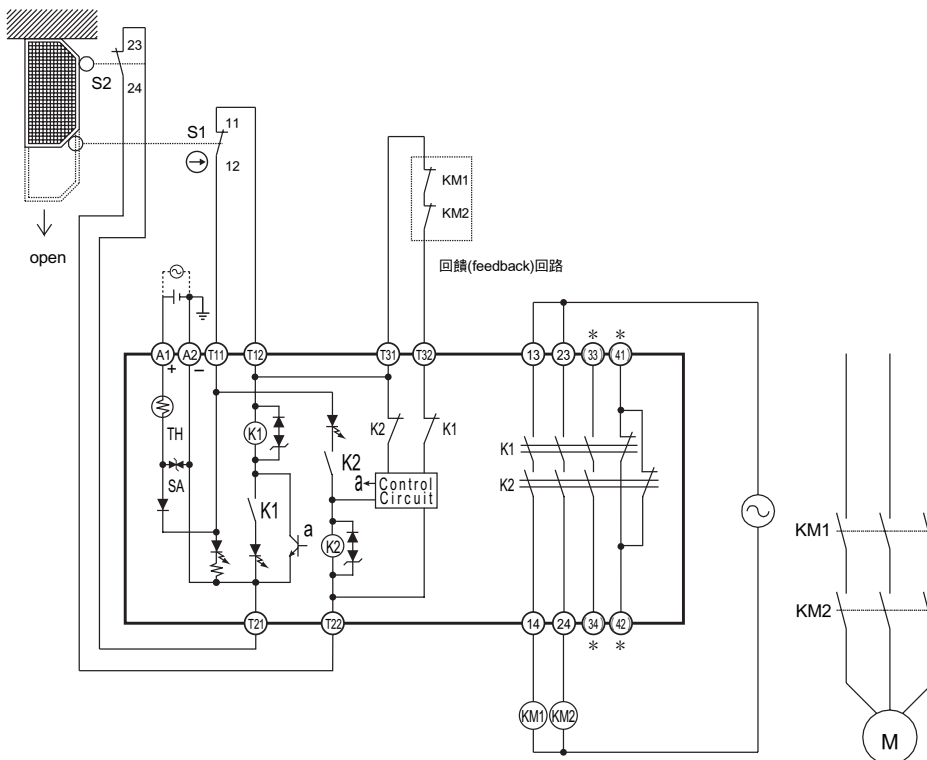 23
S2
24
S1
11
12
KM1
KM2
open
回饋(feedback)回路
A1
A2
T11
T12
T31
T32
13
23
*
33
*
41
+
−
TH
SA
K1
K1
a
K2
K2
K2
K1
a
Control
Circuit
K1
K2
KM1
KM2
T21
T22
14
24
34
*
42
*
KM1
KM2
M